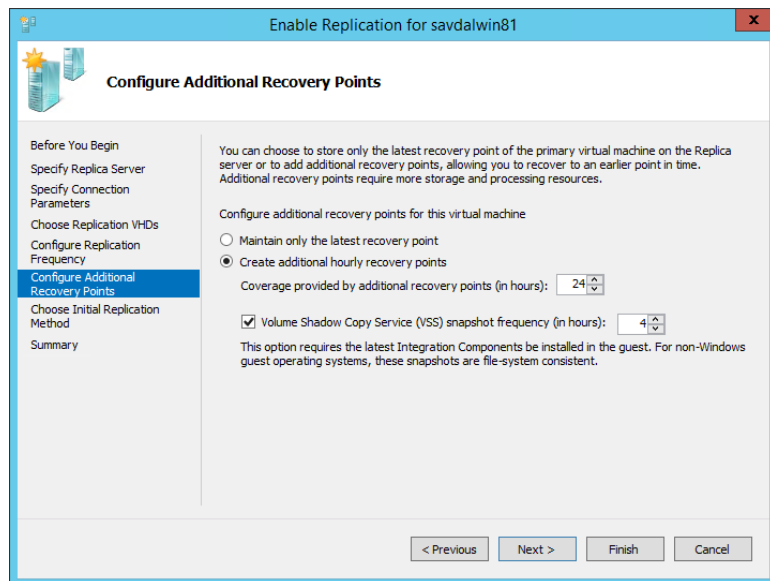 Enable Replication for savdalwin81
x
Configure Additional Recovery Points
Before You Begin
Specify Replica Server
Specify Connection
Parameters
Choose Replication VHDs
Configure Replication
Frequency
Configure Additional
Recovery Points
Choose Initial Replication
Method
Summary
You can choose to store only the latest recovery point of the primary virtual machine on the Replica
server or to add additional recovery points, allowing you to recover to an earlier point in time.
Additional recovery points require more storage and processing resources.
Configure additional recovery points for this virtual machine
Maintain only the latest recovery point
Create additional hourly recovery points
Coverage provided by additional recovery points (in hours): 24
Volume Shadow Copy Service (VSS) snapshot frequency (in hours): 4
This option requires the latest Integration Components be installed in the guest. For non-Windows
guest operating systems, these snapshots are file-system consistent.
< Previous Next > Finish Cancel